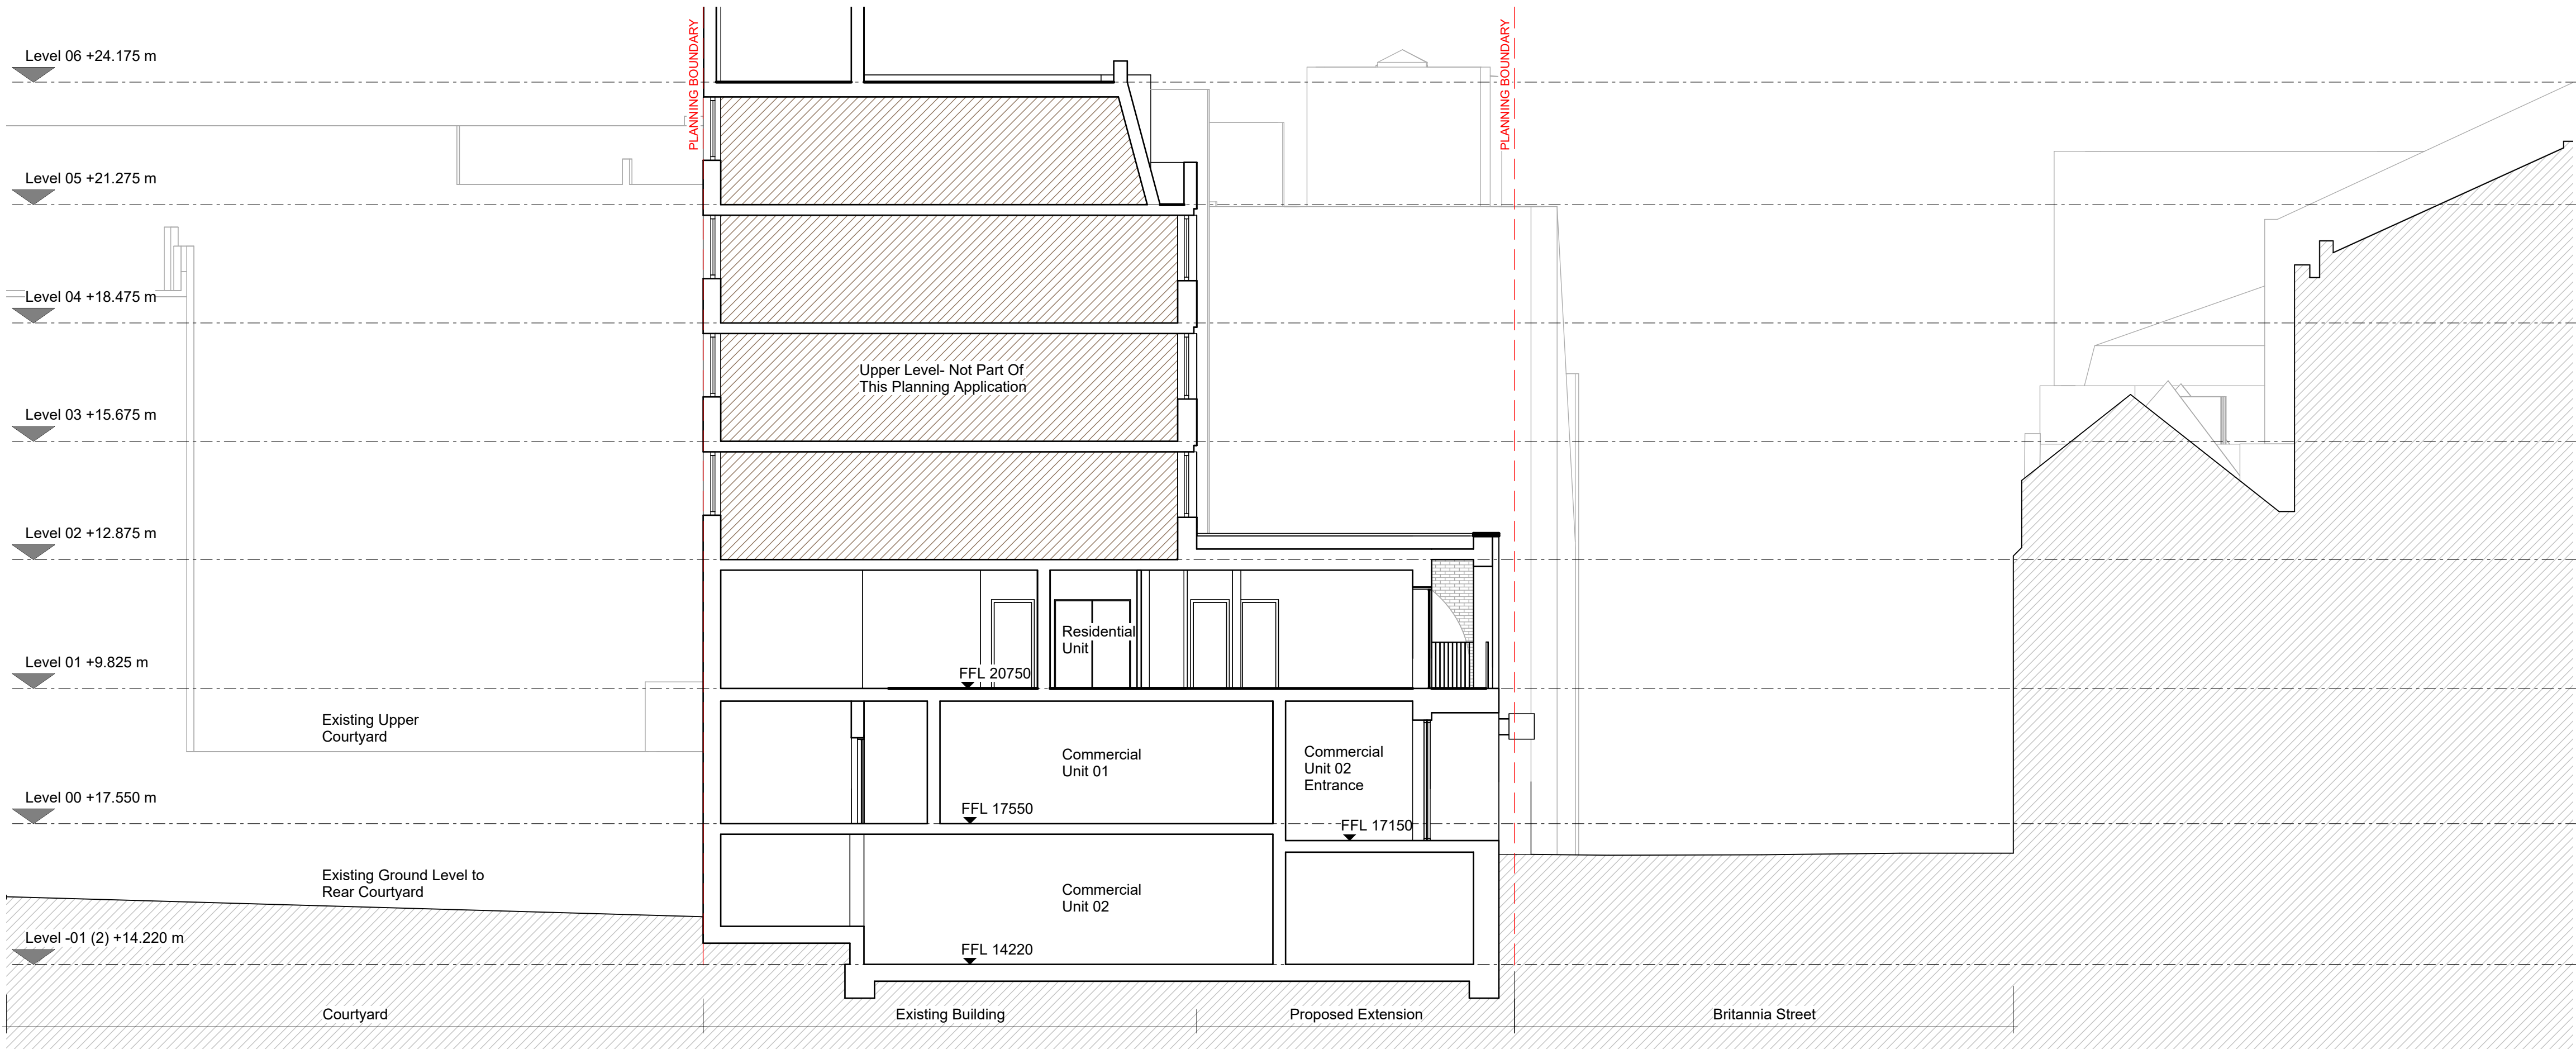 PLANNING BOUNDARY
PLANNING BOUNDARY
Level 06 +24.175 m
Level 05 +21.275 m
Level 04 +18.475 m
Upper Level- Not Part Of
This Planning Application
Level 03 +15.675 m
Level 02 +12.875 m
Residential
Unit
Level 01 +9.825 m
FFL 20750
Existing Upper
Courtyard
Commercial
Unit 01
Commercial
Unit 02
Entrance
Level 00 +17.550 m
FFL 17550
FFL 17150
Existing Ground Level to
Rear Courtyard
Commercial
Unit 02
Level -01 (2) +14.220 m
FFL 14220
Courtyard
Existing Building
Proposed Extension
Britannia Street